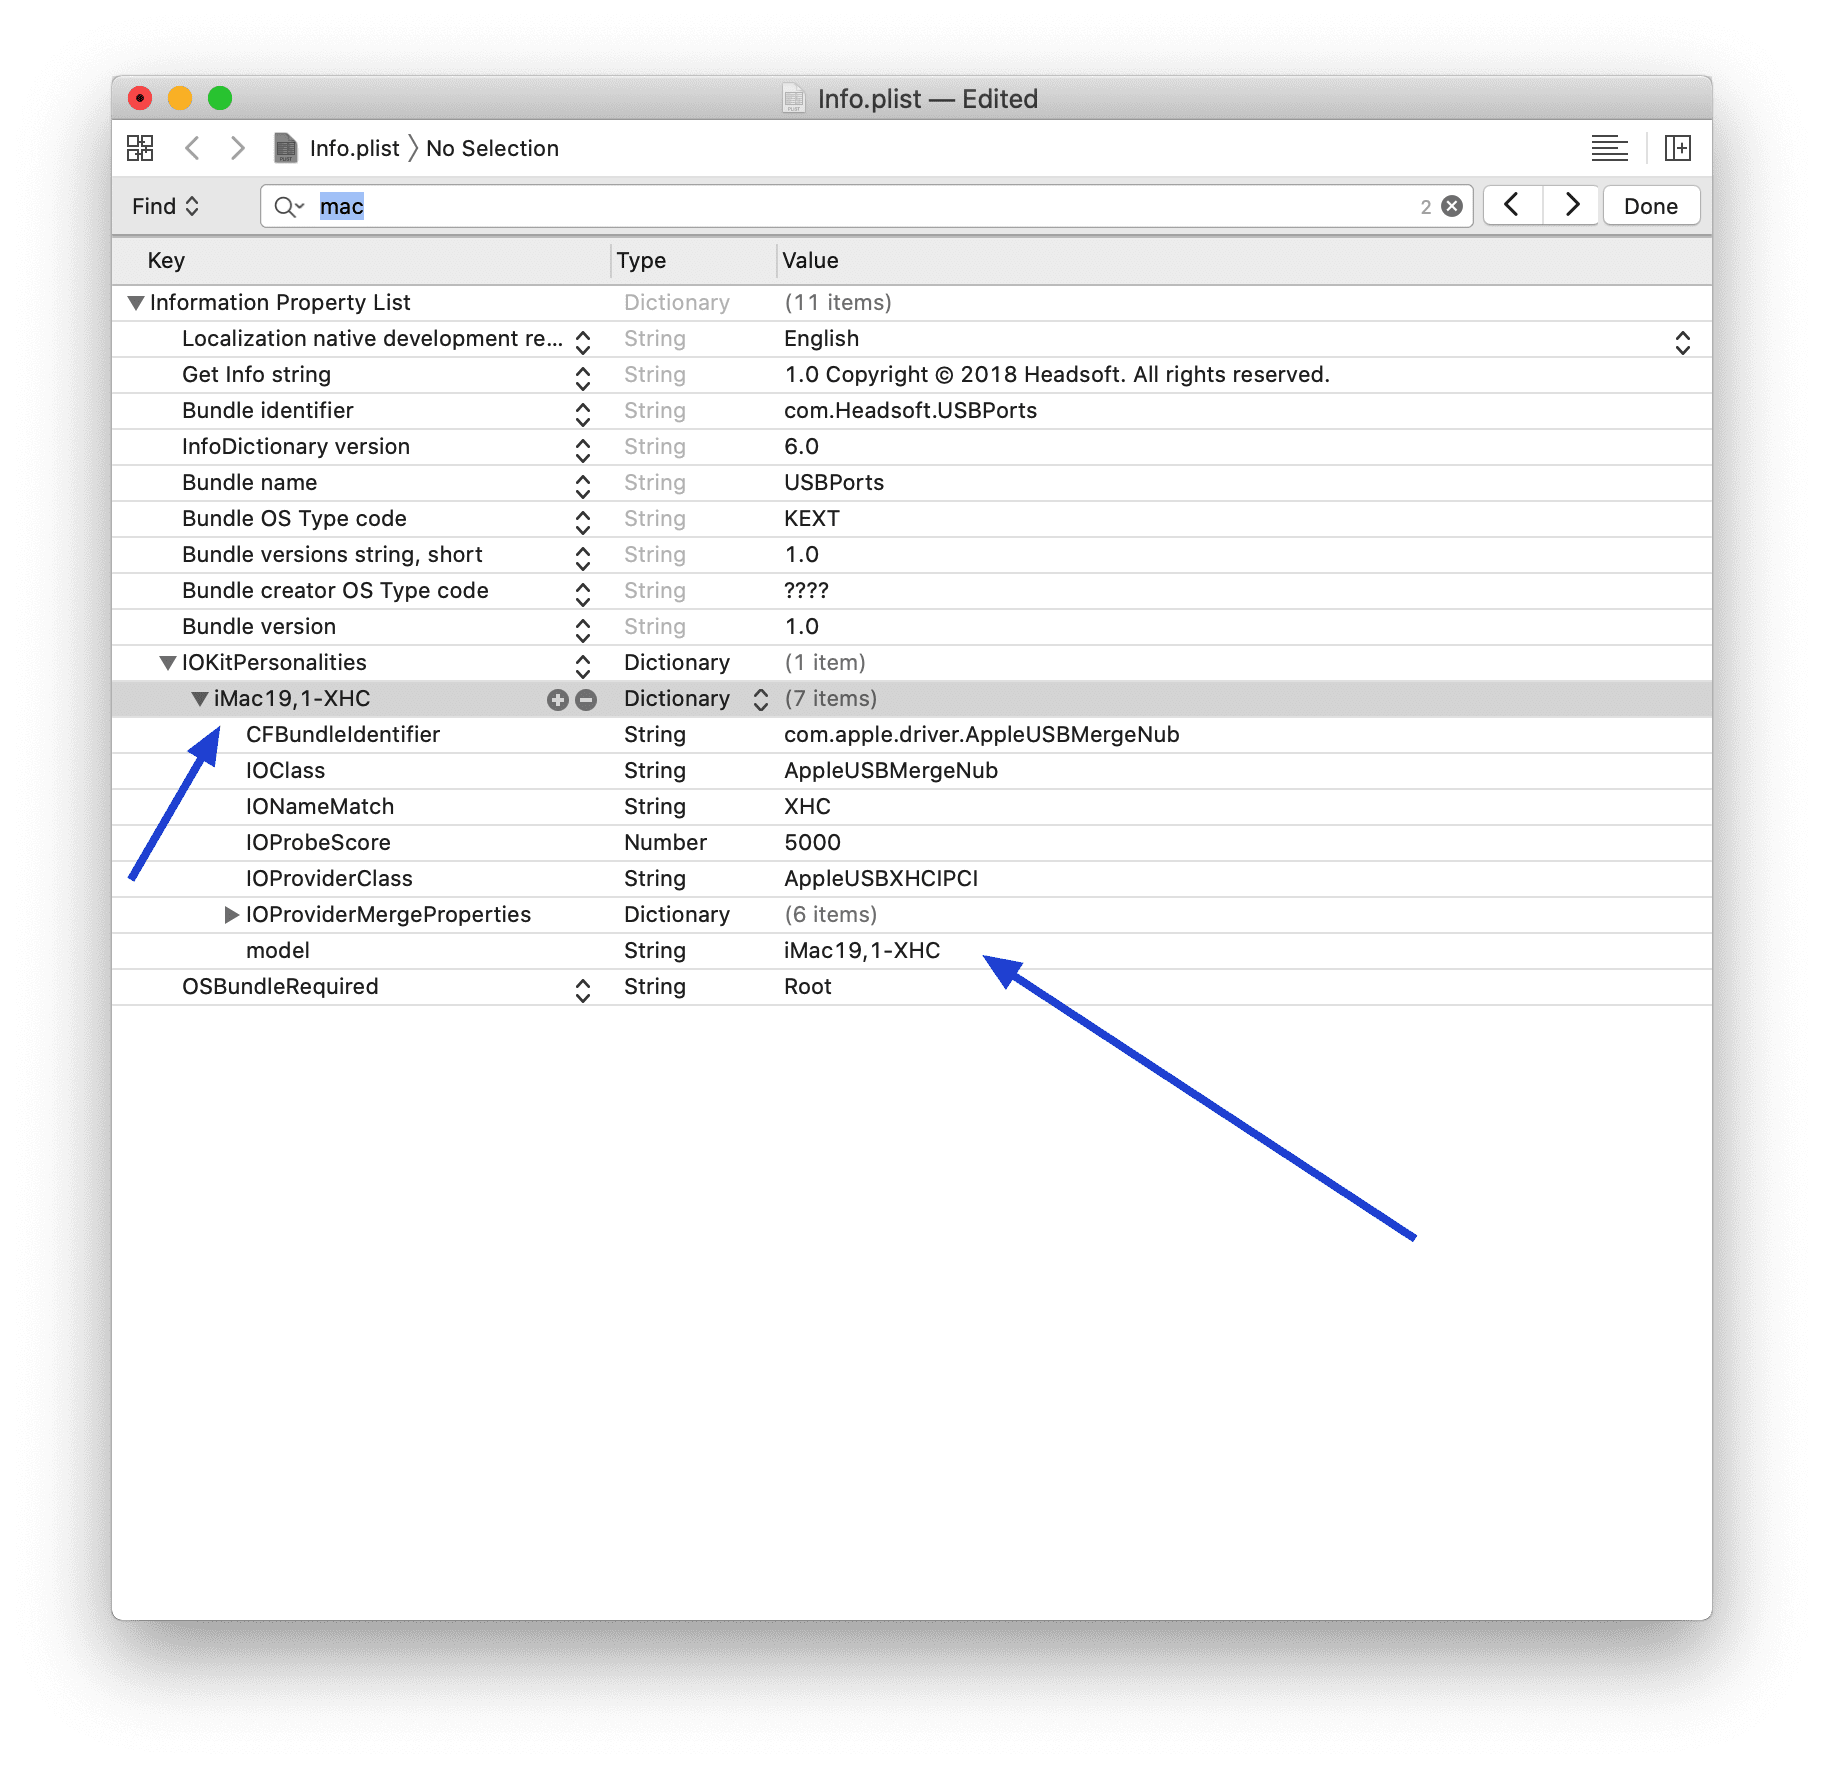 Info.plist — Edited
Info.plist 〉 No Selection
Find mac 2 Done
Key Type Value
Information Property List Dictionary (11 items)
Localization native development re... String English
Get Info string String 1.0 Copyright © 2018 Headsoft. All rights reserved.
Bundle identifier String com.Headsoft.USBPorts
InfoDictionary version String 6.0
Bundle name String USBPorts
Bundle OS Type code String KEXT
Bundle versions string, short String 1.0
Bundle creator OS Type code String ????
Bundle version String 1.0
IOKitPersonalities Dictionary (1 item)
iMac19,1-XHC Dictionary (7 items)
CFBundleIdentifier String com.apple.driver.AppleUSBMergeNub
IOClass String AppleUSBMergeNub
IONameMatch String XHC
IOProbeScore Number 5000
IOProviderClass String AppleUSBXHCIPCI
IOProviderMergeProperties Dictionary (6 items)
model String iMac19,1-XHC
OSBundleRequired String Root